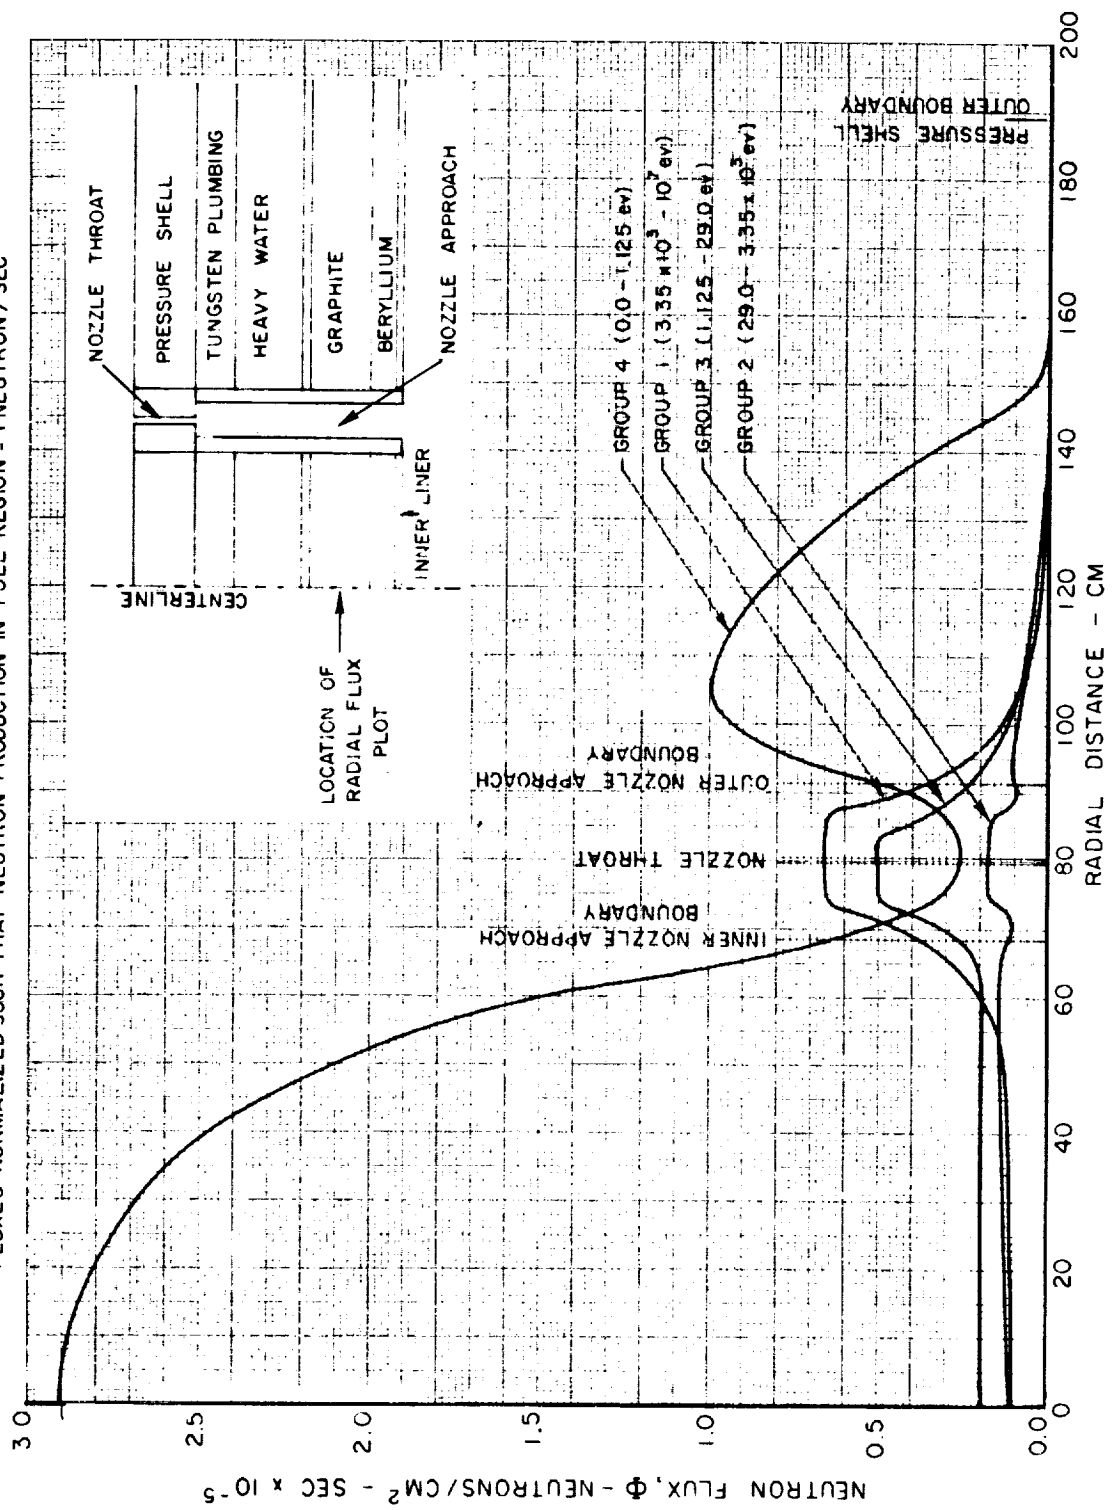 FLUXES NORMALIZED SUCH THAT NEUTRON PRODUCTION IN FUEL REGION = 1 NEUTRON/SEC
NEUTRON FLUX, Φ - NEUTRONS/CM² - SEC x 10⁻⁵
3.0
2.5
2.0
1.5
1.0
0.5
0.0
0
20
40
60
80
100
120
140
160
180
200
RADIAL DISTANCE - CM
CENTERLINE
LOCATION OF
RADIAL FLUX
PLOT
INNER LINER
NOZZLE THROAT
PRESSURE SHELL
TUNGSTEN PLUMBING
HEAVY WATER
GRAPHITE
BERYLLIUM
NOZZLE APPROACH
INNER NOZZLE APPROACH
BOUNDARY
NOZZLE THROAT
OUTER NOZZLE APPROACH
BOUNDARY
GROUP 4 (0.0 - 1.125 ev)
GROUP 1 (3.35 x 10³ - 10⁷ ev)
GROUP 3 (1.125 - 29.0 ev)
GROUP 2 (29.0 - 3.35 x 10³ ev)
PRESSURE SHELL
OUTER BOUNDARY